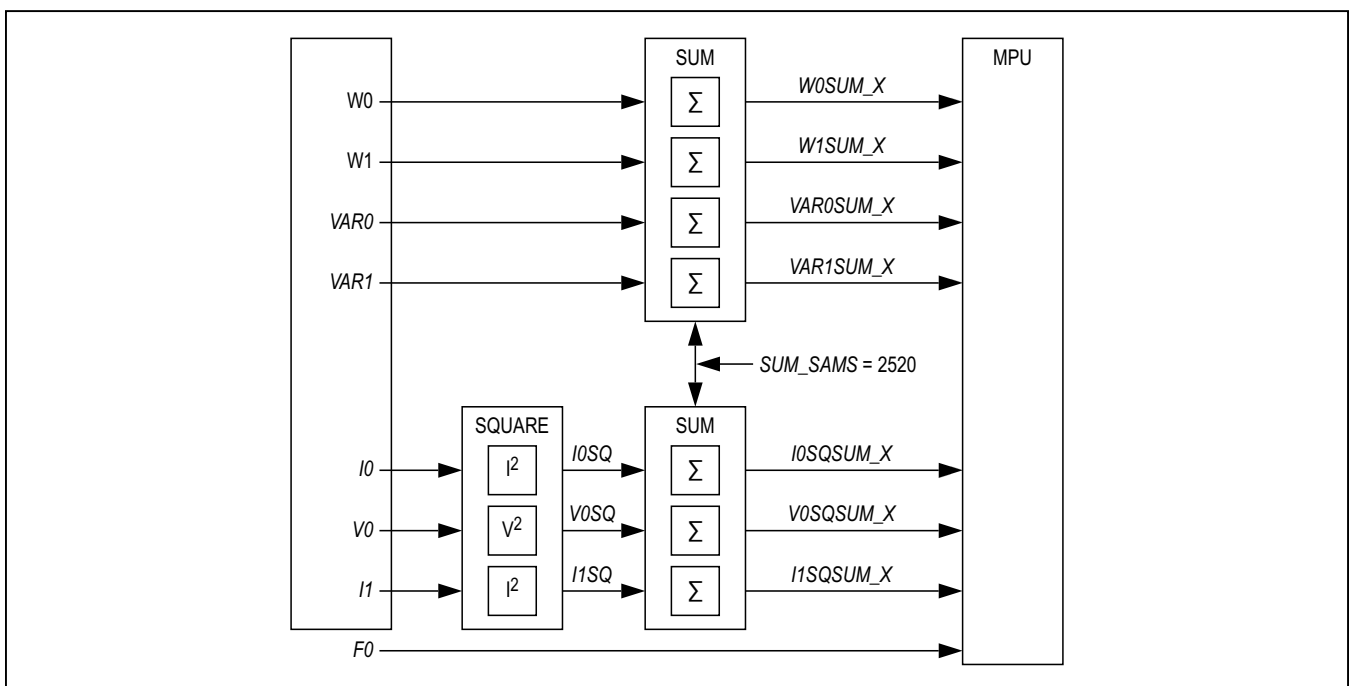 SUM
MPU
W0
Σ
W0SUM_X
W1
Σ
W1SUM_X
VAR0
Σ
VAR0SUM_X
VAR1
Σ
VAR1SUM_X
SUM_SAMS = 2520
SQUARE
SUM
I0
I²
I0SQ
Σ
I0SQSUM_X
V0
V²
V0SQ
Σ
V0SQSUM_X
I1
I²
I1SQ
Σ
I1SQSUM_X
F0